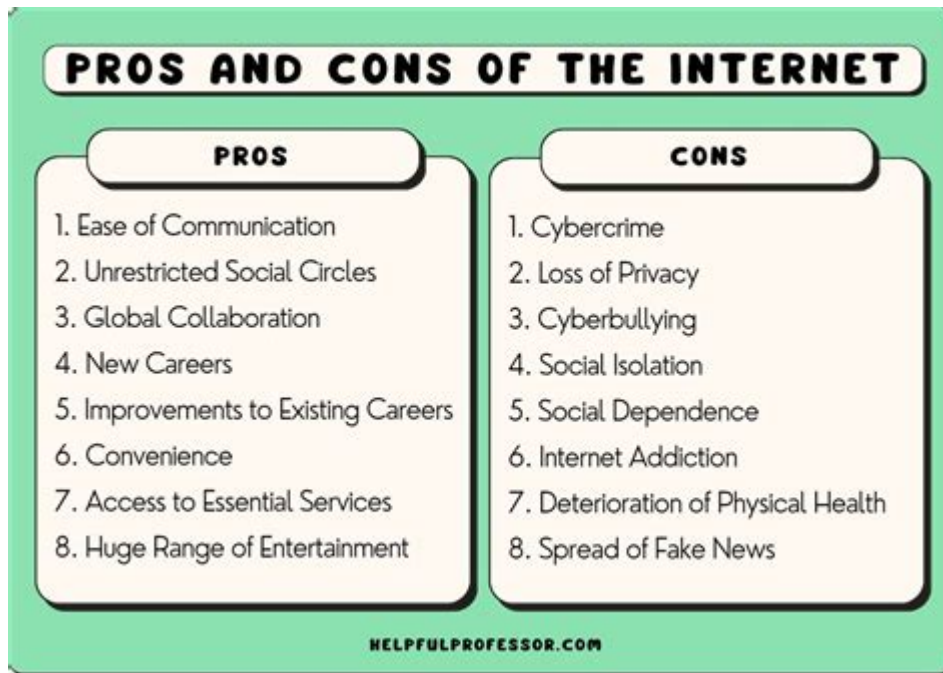 PROS AND CONS OF THE INTERNET
PROS
1. Ease of Communication
2. Unrestricted Social Circles
3. Global Collaboration
4. New Careers
5. Improvements to Existing Careers
6. Convenience
7. Access to Essential Services
8. Huge Range of Entertainment
CONS
1. Cybercrime
2. Loss of Privacy
3. Cyberbullying
4. Social Isolation
5. Social Dependence
6. Internet Addiction
7. Deterioration of Physical Health
8. Spread of Fake News
HELPFULPROFESSOR.COM